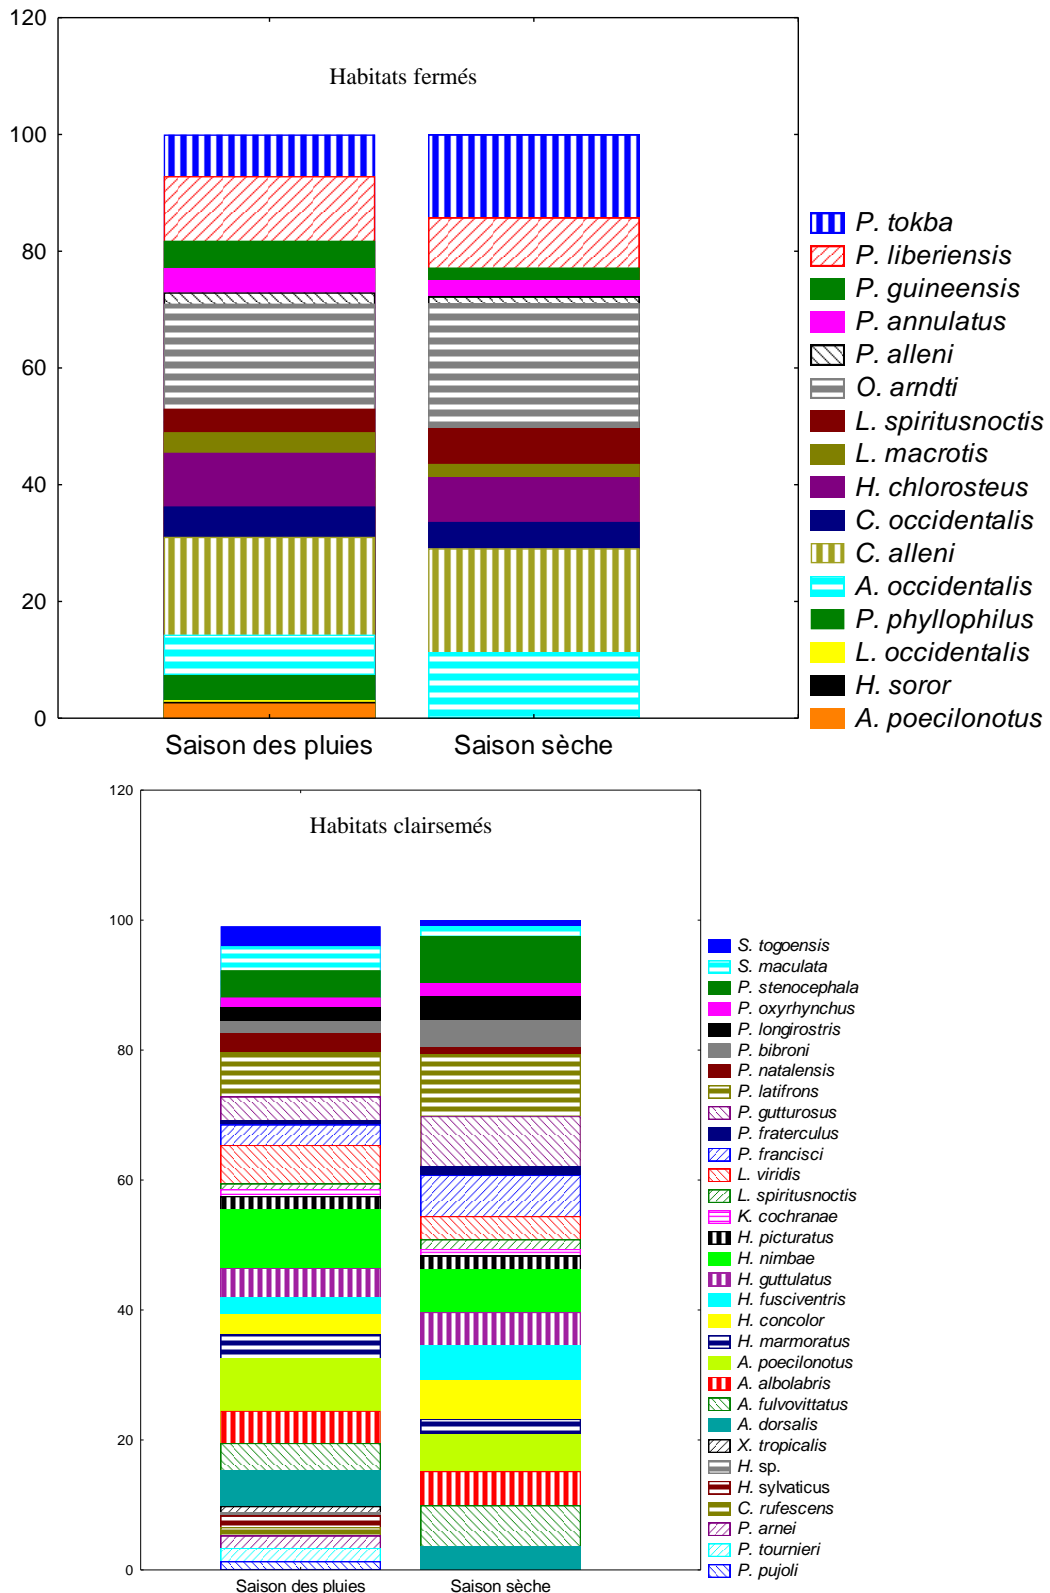 120
Habitats fermés
100
80
60
40
20
0
Saison des pluies
Saison sèche
P. tokba
P. liberiensis
P. guineensis
P. annulatus
P. alleni
O. arndti
L. spiritusnoctis
L. macrotis
H. chlorosteus
C. occidentalis
C. alleni
A. occidentalis
P. phyllophilus
L. occidentalis
H. soror
A. poecilonotus
120
Habitats clairsemés
100
80
60
40
20
0
Saison des pluies
Saison sèche
S. togoensis
S. maculata
P. stenocephala
P. oxyrhynchus
P. longirostris
P. bibroni
P. natalensis
P. latifrons
P. gutturosus
P. fraterculus
P. francisci
L. viridis
L. spiritusnoctis
K. cochranae
H. picturatus
H. nimbae
H. guttulatus
H. fusciventris
H. concolor
H. marmoratus
A. poecilonotus
A. albolabris
A. fulvovittatus
A. dorsalis
X. tropicalis
H. sp.
H. sylvaticus
C. rufescens
P. arnei
P. tournieri
P. pujoli